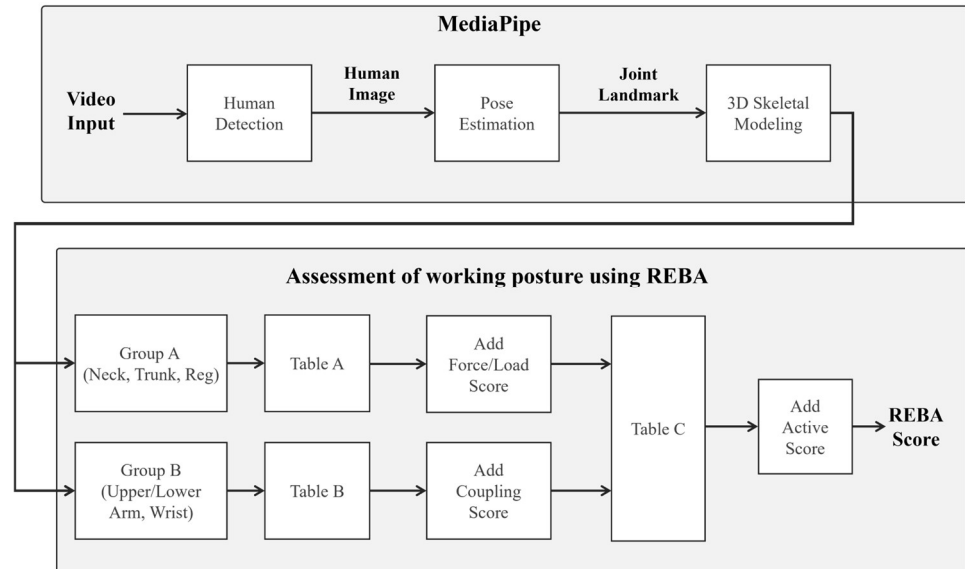 MediaPipe
Video
Input
Human
Detection
Human
Image
Pose
Estimation
Joint
Landmark
3D Skeletal
Modeling
Assessment of working posture using REBA
Group A
(Neck, Trunk, Reg)
Table A
Add
Force/Load
Score
Group B
(Upper/Lower
Arm, Wrist)
Table B
Add
Coupling
Score
Table C
Add
Active
Score
REBA
Score